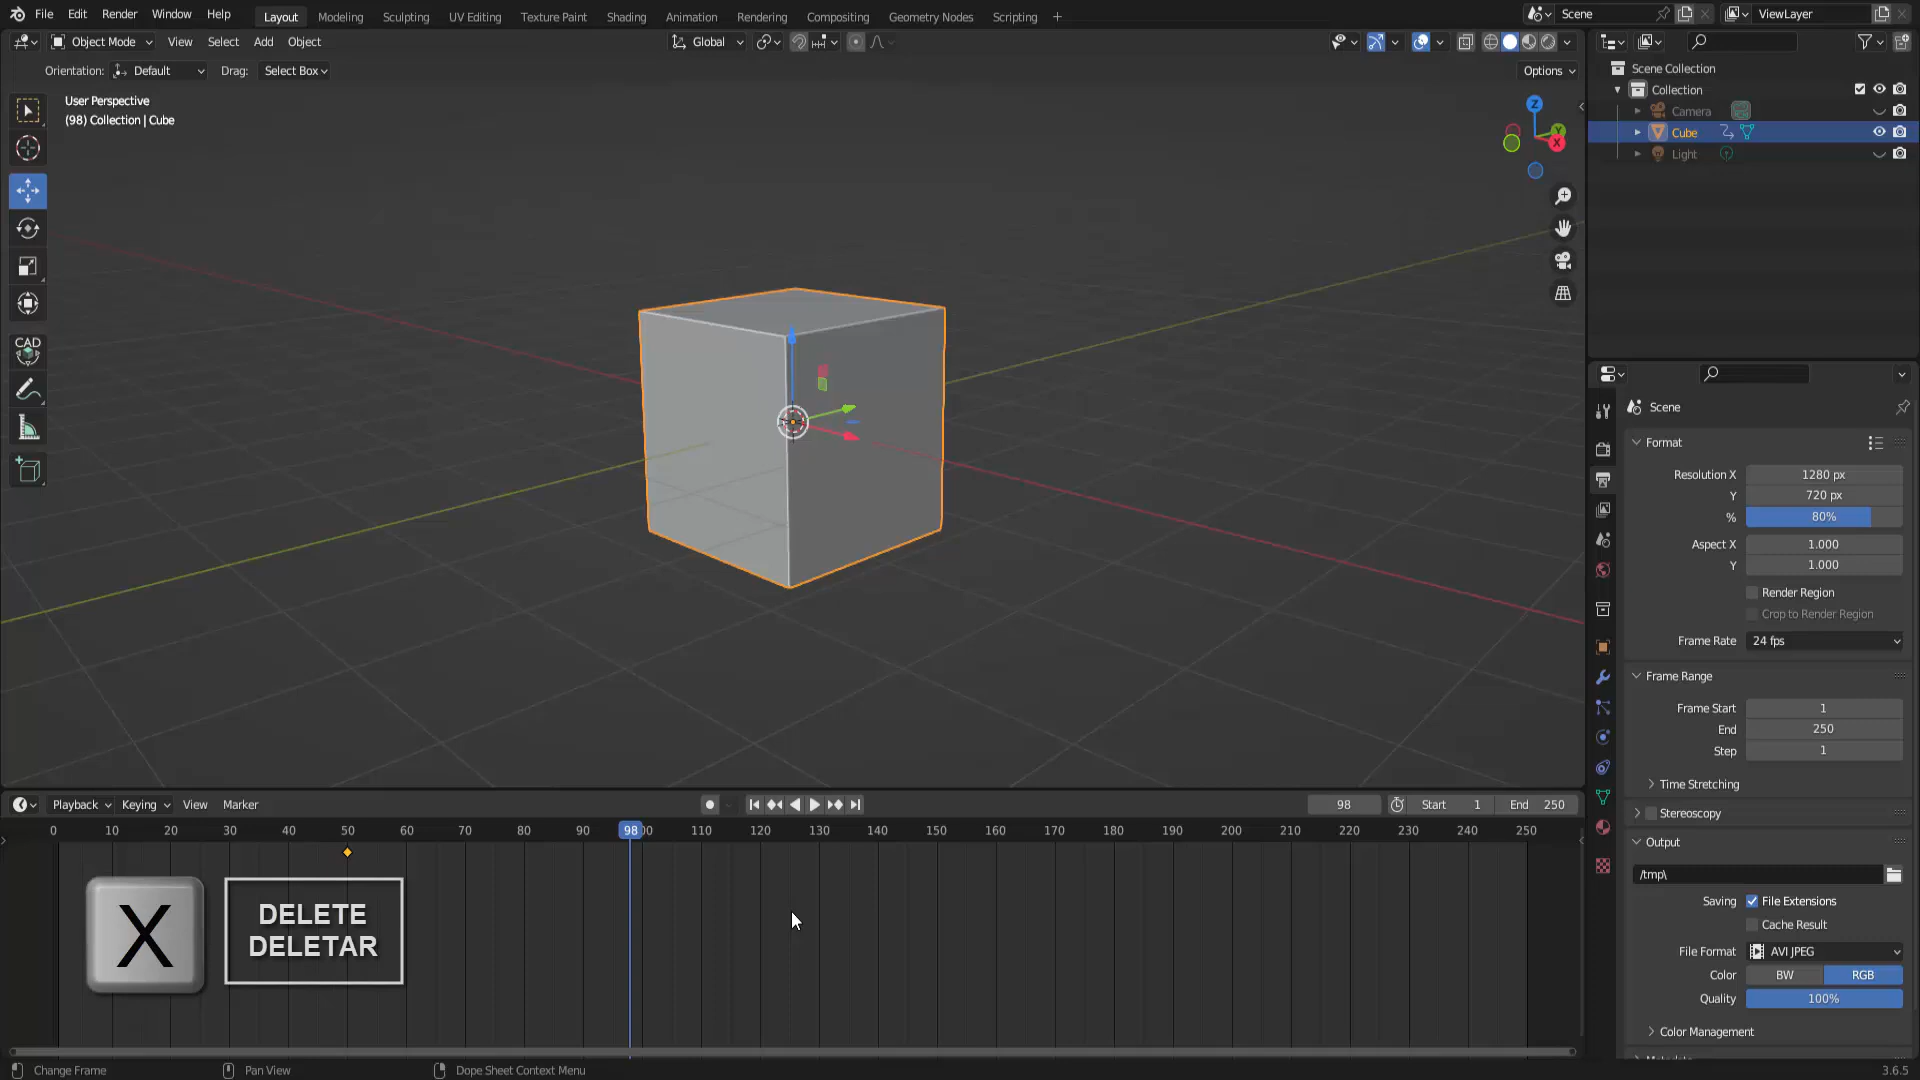 File Edit Render Window Help Layout Modeling Sculpting UV Editing Texture Paint Shading Animation Rendering Compositing Geometry Nodes Scripting + Scene ViewLayer
Object Mode View Select Add Object Global
Orientation: Default Drag: Select Box Options
User Perspective
(98) Collection | Cube
Z
Y
X
CAD
Scene Collection
Collection
Camera
Cube
Light
Scene
Format
Resolution X 1280 px
Y 720 px
% 80%
Aspect X 1.000
Y 1.000
Render Region
Crop to Render Region
Frame Rate 24 fps
Frame Range
Frame Start 1
End 250
Step 1
Time Stretching
Stereoscopy
Output
/tmp\
Saving File Extensions
Cache Result
File Format AVI JPEG
Color BW RGB
Quality 100%
Color Management
Playback Keying View Marker 98 Start 1 End 250
0 10 20 30 40 50 60 70 80 90 98 110 120 130 140 150 160 170 180 190 200 210 220 230 240 250
X
DELETE
DELETAR
Change Frame Pan View Dope Sheet Context Menu 3.6.5